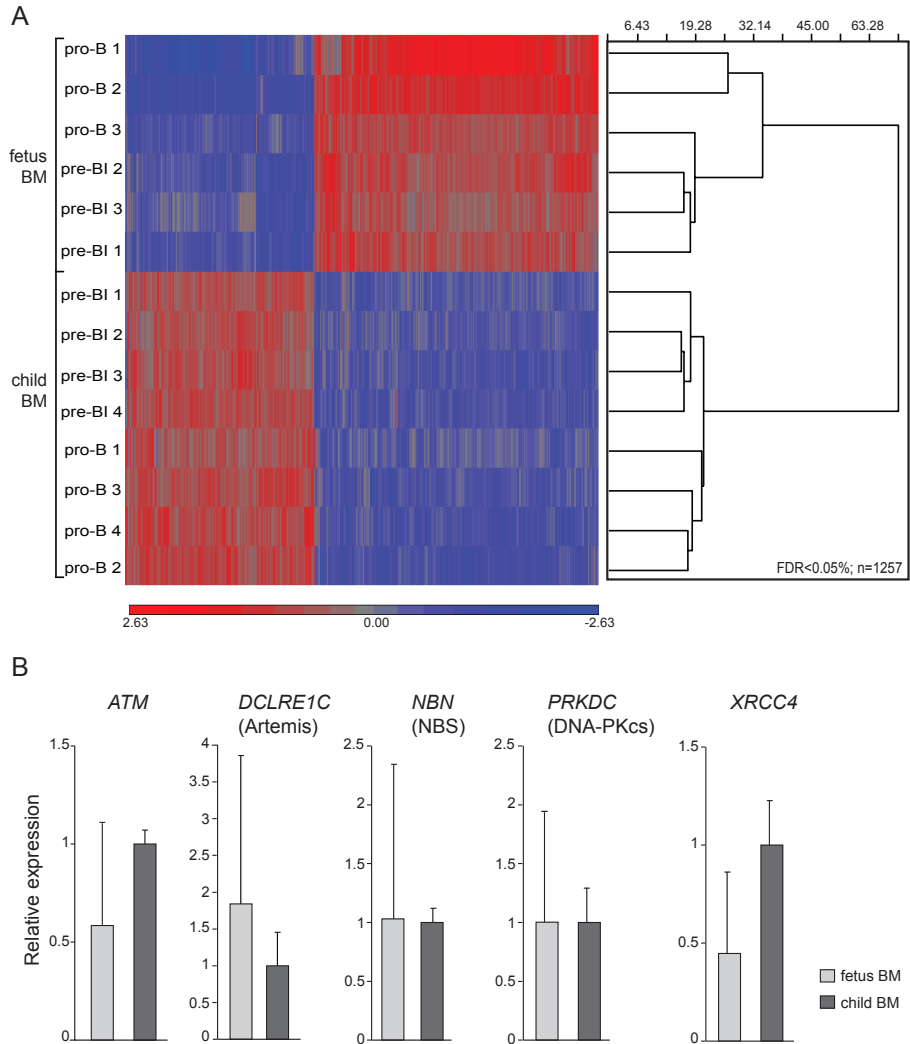 A
6.43 19.28 32.14 45.00 63.28
fetus
BM
pro-B 1
pro-B 2
pro-B 3
pre-BI 2
pre-BI 3
pre-BI 1
child
BM
pre-BI 1
pre-BI 2
pre-BI 3
pre-BI 4
pro-B 1
pro-B 3
pro-B 4
pro-B 2
FDR<0.05%; n=1257
2.63 0.00 -2.63
B
Relative expression
ATM
1.5
1
0.5
0
DCLRE1C
(Artemis)
4
3.5
3
2.5
2
1.5
1
0.5
0
NBN
(NBS)
2.5
2
1.5
1
0.5
0
PRKDC
(DNA-PKcs)
2.5
2
1.5
1
0.5
0
XRCC4
1.5
1
0.5
0
fetus BM
child BM